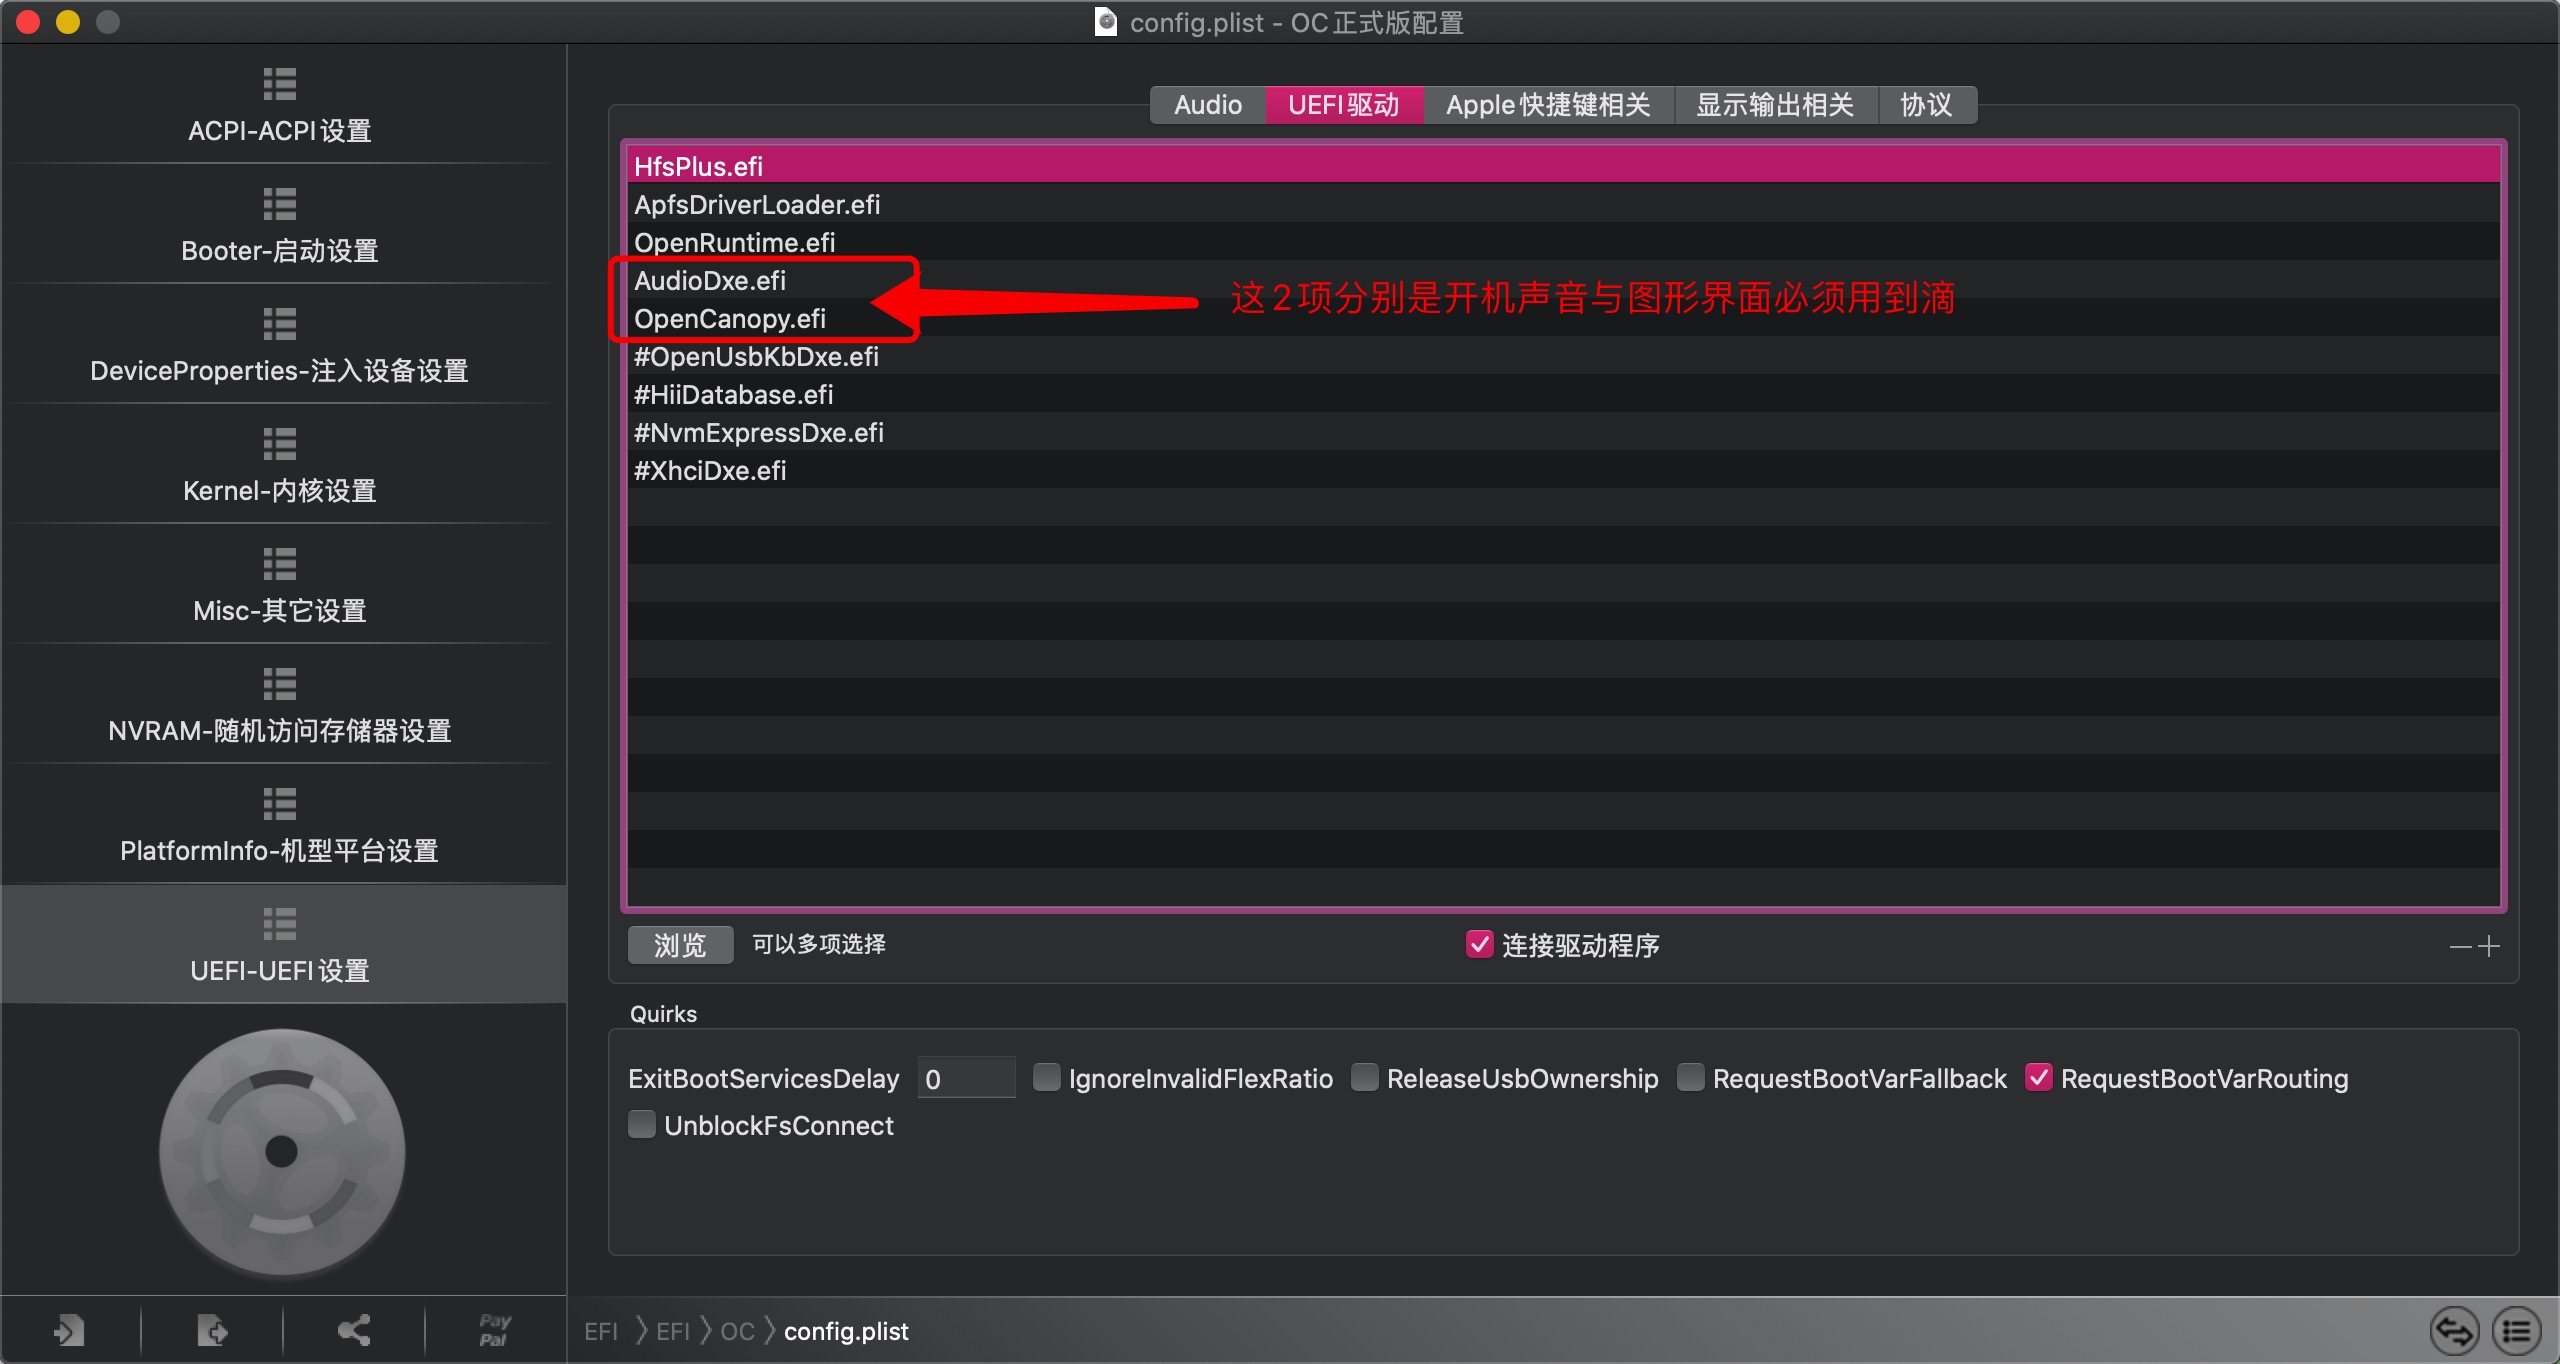 config.plist - OC正式版配置
ACPI-ACPI设置
Booter-启动设置
DeviceProperties-注入设备设置
Kernel-内核设置
Misc-其它设置
NVRAM-随机访问存储器设置
PlatformInfo-机型平台设置
UEFI-UEFI设置
Pay
Pal
Audio
UEFI驱动
Apple快捷键相关
显示输出相关
协议
HfsPlus.efi
ApfsDriverLoader.efi
OpenRuntime.efi
AudioDxe.efi
OpenCanopy.efi
这2项分别是开机声音与图形界面必须用到滴
#OpenUsbKbDxe.efi
#HiiDatabase.efi
#NvmExpressDxe.efi
#XhciDxe.efi
浏览 可以多项选择 连接驱动程序
Quirks
ExitBootServicesDelay 0 IgnoreInvalidFlexRatio ReleaseUsbOwnership RequestBootVarFallback RequestBootVarRouting
UnblockFsConnect
EFI 〉EFI 〉OC 〉config.plist